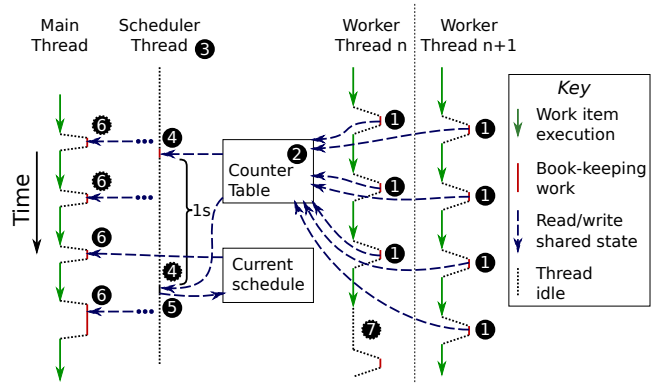 Main
Thread
Scheduler
Thread 3
Worker
Thread n
Worker
Thread n+1
Key
Work item
execution
Book-keeping
work
Read/write
shared state
Thread
idle
Time
6
4
2
Counter
Table
1
1
6
1s
1
1
6
4
Current
schedule
1
1
6
5
7
1